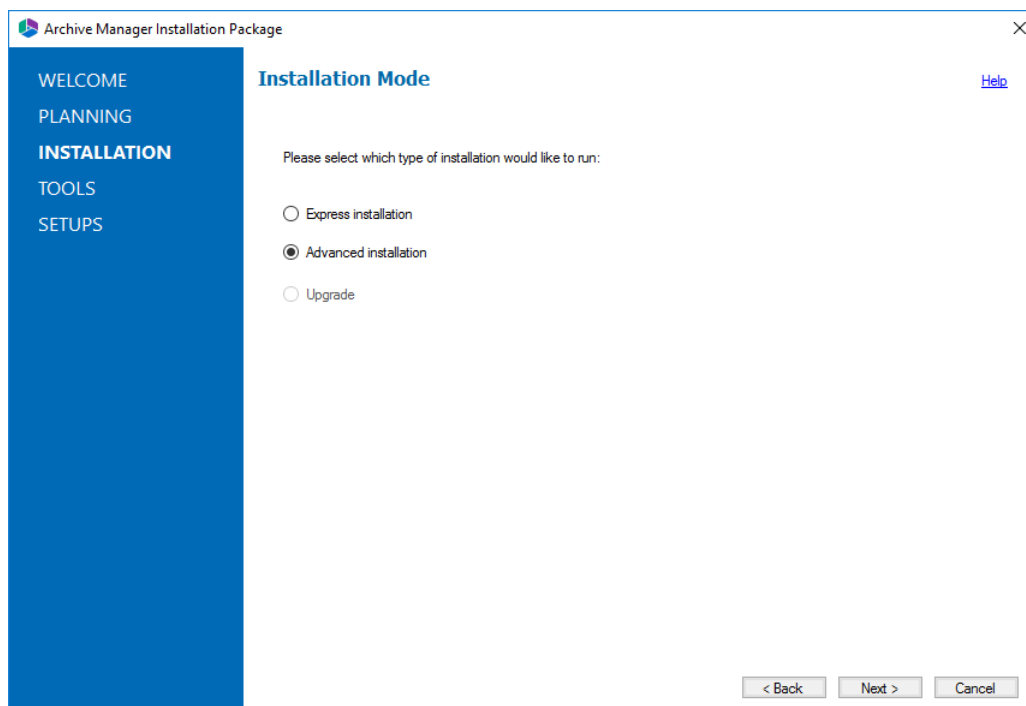 Archive Manager Installation Package
WELCOME
PLANNING
INSTALLATION
TOOLS
SETUPS
Installation Mode
Help
Please select which type of installation would like to run:
Express installation
Advanced installation
Upgrade
< Back
Next >
Cancel